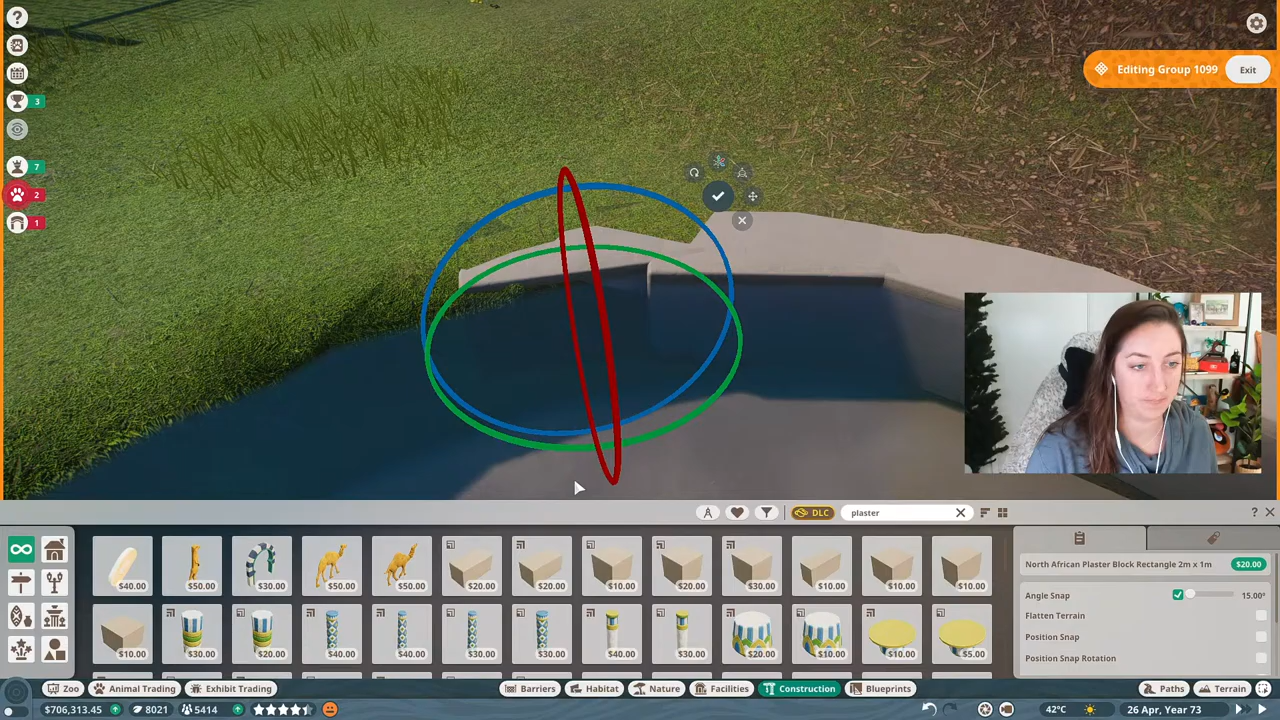 ?
Editing Group 1099 Exit
3
7
2
1
DLC plaster ?
$40.00 $50.00 $30.00 $50.00 $50.00 $20.00 $20.00 $10.00 $20.00 $30.00 $10.00 $10.00 $10.00
$10.00 $30.00 $20.00 $40.00 $40.00 $30.00 $30.00 $40.00 $30.00 $20.00 $10.00 $10.00 $5.00
North African Plaster Block Rectangle 2m x 1m $20.00
Angle Snap 15.00°
Flatten Terrain
Position Snap
Position Snap Rotation
Zoo Animal Trading Exhibit Trading Barriers Habitat Nature Facilities Construction Blueprints Paths Terrain
$706,313.45 8021 5414 42°C 26 Apr, Year 73